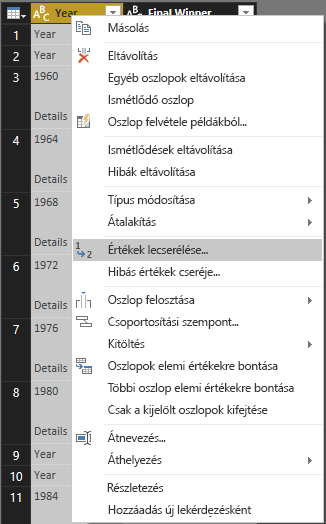 Year Final Winner
1 Year
2 Year
3 1960
Details
4 1964
Details
5 1968
Details
6 1972
Details
7 1976
Details
8 1980
Details
9 Year
10 Year
11 1984
Másolás
Eltávolítás
Egyéb oszlopok eltávolítása
Ismétlődő oszlop
Oszlop felvétele példákból...
Ismétlődések eltávolítása
Hibák eltávolítása
Típus módosítása
Átalakítás
Értékek lecserélése...
Hibás értékek cseréje...
Oszlop felosztása
Csoportosítási szempont...
Kitöltés
Oszlopok elemi értékekre bontása
Többi oszlop elemi értékekre bontása
Csak a kijelölt oszlopok kifejtése
Átnevezés...
Áthelyezés
Részletezés
Hozzáadás új lekérdezésként